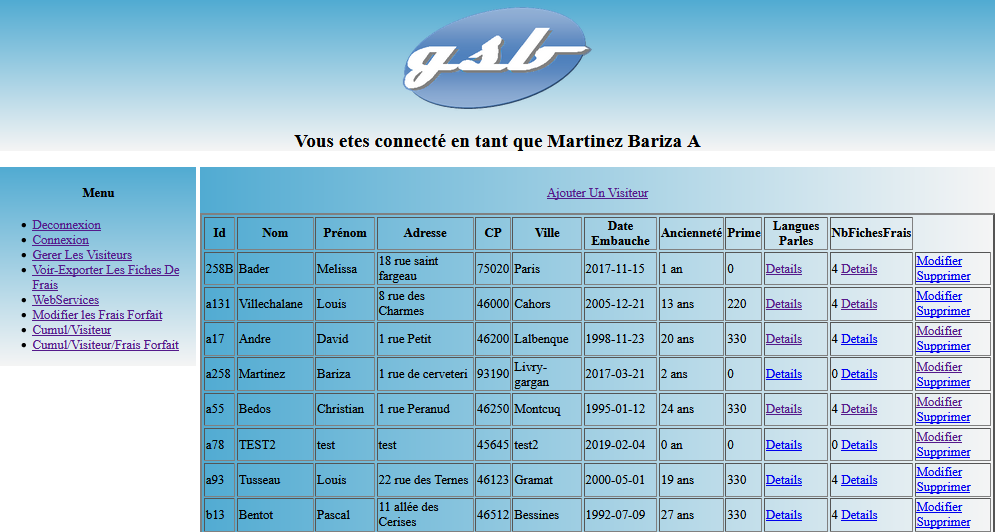 gsb
Vous etes connecté en tant que Martinez Bariza A
Menu
Deconnexion
Connexion
Gerer Les Visiteurs
Voir-Exporter Les Fiches De
Frais
WebServices
Modifier les Frais Forfait
Cumul/Visiteur
Cumul/Visiteur/Frais Forfait
Ajouter Un Visiteur
Id Nom Prénom Adresse CP Ville Date Embauche Ancienneté Prime Langues Parles NbFichesFrais
258B Bader Melissa 18 rue saint fargeau 75020 Paris 2017-11-15 1 an 0 Details 4 Details Modifier Supprimer
a131 Villechalane Louis 8 rue des Charmes 46000 Cahors 2005-12-21 13 ans 220 Details 4 Details Modifier Supprimer
a17 Andre David 1 rue Petit 46200 Lalbenque 1998-11-23 20 ans 330 Details 4 Details Modifier Supprimer
a258 Martinez Bariza 1 rue de cerveteri 93190 Livry-gargan 2017-03-21 2 ans 0 Details 0 Details Modifier Supprimer
a55 Bedos Christian 1 rue Peranud 46250 Montcuq 1995-01-12 24 ans 330 Details 4 Details Modifier Supprimer
a78 TEST2 test test 45645 test2 2019-02-04 0 an 0 Details 0 Details Modifier Supprimer
a93 Tusseau Louis 22 rue des Ternes 46123 Gramat 2000-05-01 19 ans 330 Details 4 Details Modifier Supprimer
b13 Bentot Pascal 11 allée des Cerises 46512 Bessines 1992-07-09 27 ans 330 Details 4 Details Modifier Supprimer